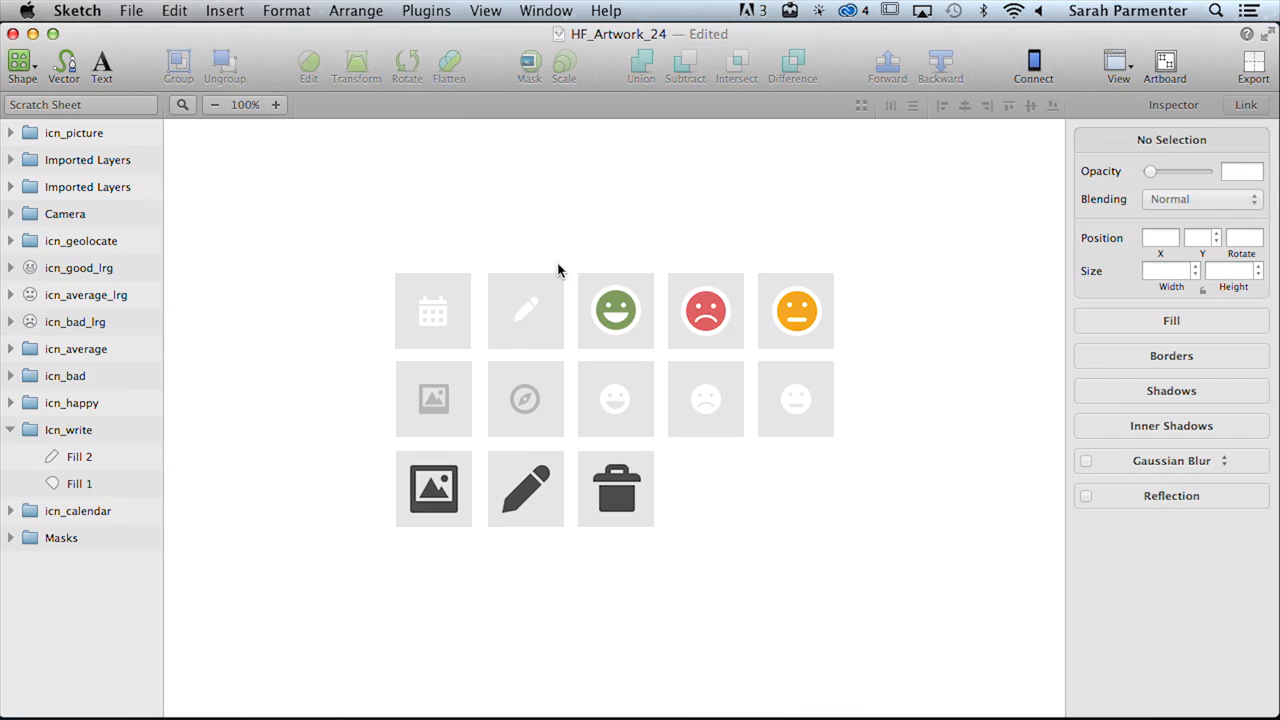 Sketch File Edit Insert Format Arrange Plugins View Window Help 3 4 Sarah Parmenter
HF_Artwork_24 — Edited
Shape Vector Text Group Ungroup Edit Transform Rotate Flatten Mask Scale Union Subtract Intersect Difference Forward Backward Connect View Artboard Export
Scratch Sheet 100% Inspector Link
icn_picture
Imported Layers
Imported Layers
Camera
icn_geolocate
icn_good_lrg
icn_average_lrg
icn_bad_lrg
icn_average
icn_bad
icn_happy
Icn_write
Fill 2
Fill 1
icn_calendar
Masks
No Selection
Opacity
Blending Normal
Position
X Y Rotate
Size
Width Height
Fill
Borders
Shadows
Inner Shadows
Gaussian Blur
Reflection